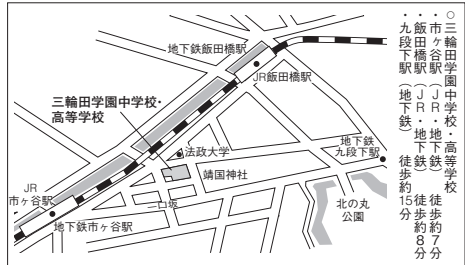 ○三輪田学園中学校・高等学校
・市ヶ谷駅（ＪＲ・地下鉄） 徒歩約7分
・飯田橋駅（ＪＲ・地下鉄） 徒歩約8分
・九段下駅（地下鉄） 徒歩約15分
地下鉄飯田橋駅
JR飯田橋駅
三輪田学園中学校・
高等学校
法政大学
地下鉄
九段下駅
靖国神社
JR
市ヶ谷駅
二口坂
北の丸
公園
地下鉄市ヶ谷駅